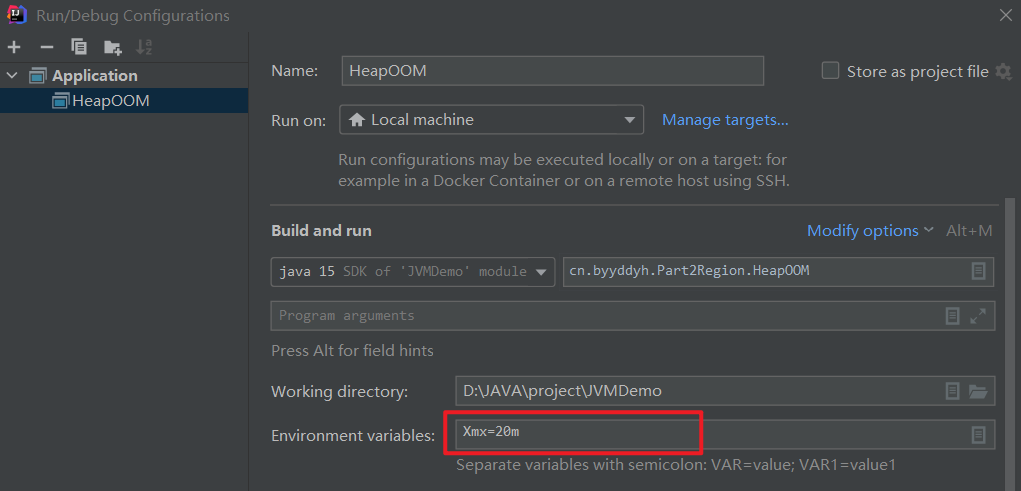 Run/Debug Configurations
Application
HeapOOM
Name: HeapOOM Store as project file
Run on: Local machine Manage targets...
Run configurations may be executed locally or on a target: for
example in a Docker Container or on a remote host using SSH.
Build and run Modify options Alt+M
java 15 SDK of 'JVMDemo' module cn.byyddyh.Part2Region.HeapOOM
Program arguments
Press Alt for field hints
Working directory: D:\JAVA\project\JVMDemo
Environment variables: Xmx=20m
Separate variables with semicolon: VAR=value; VAR1=value1